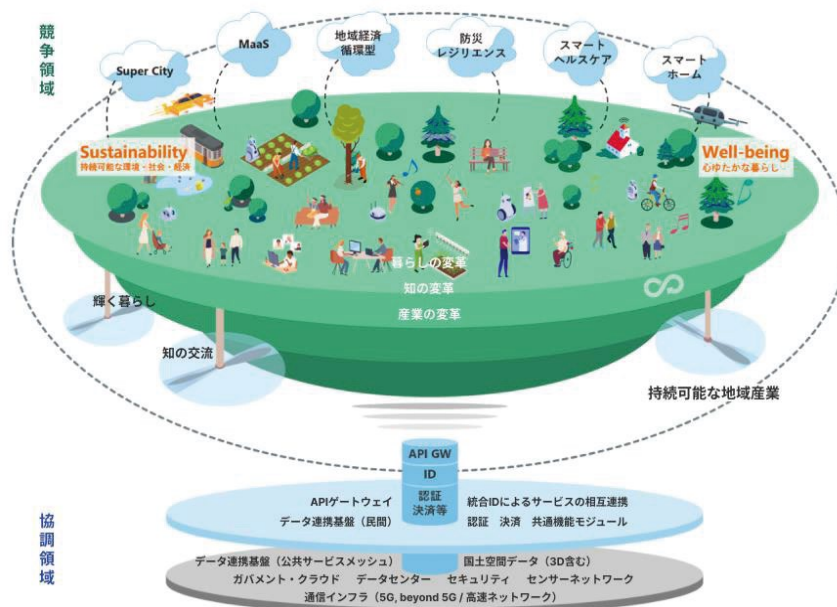 競争領域
Super City
MaaS
地域経済
循環型
防災
レジリエンス
スマート
ヘルスケア
スマート
ホーム
Sustainability
持続可能な環境・社会・経済
Well-being
心ゆたかな暮らし
暮らしの変革
知の変革
産業の変革
輝く暮らし
知の交流
持続可能な地域産業
協調領域
API GW
ID
認証
決済等
APIゲートウェイ
統合IDによるサービスの相互連携
データ連携基盤（民間）
認証 決済 共通機能モジュール
データ連携基盤（公共サービスメッシュ）
国土空間データ（3D含む）
ガバメント・クラウド データセンター セキュリティ センサーネットワーク
通信インフラ（5G, beyond 5G / 高速ネットワーク）